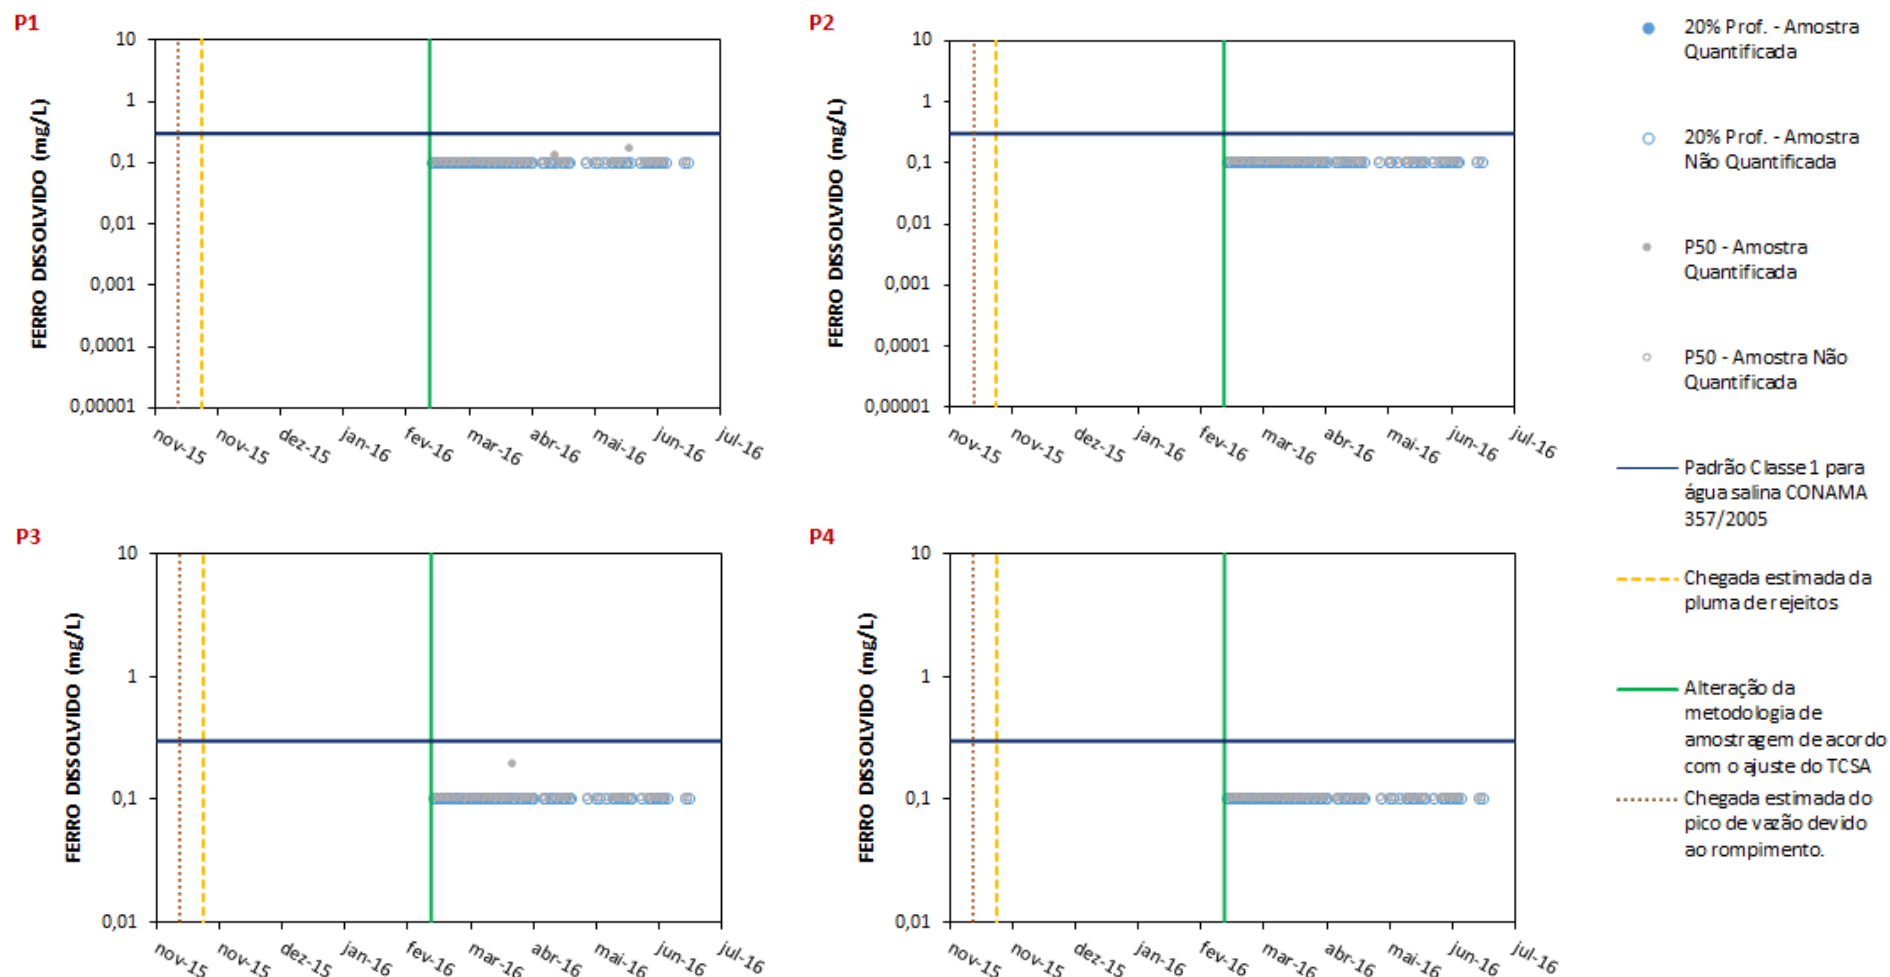 P1
FERRO DISSOLVIDO (mg/L)
10
1
0,1
0,01
0,001
0,0001
0,00001
nov-15
nov-15
dez-15
jan-16
fev-16
mar-16
abr-16
mai-16
jun-16
jul-16
P2
FERRO DISSOLVIDO (mg/L)
10
1
0,1
0,01
0,001
0,0001
0,00001
nov-15
nov-15
dez-15
jan-16
fev-16
mar-16
abr-16
mai-16
jun-16
jul-16
P3
FERRO DISSOLVIDO (mg/L)
10
1
0,1
0,01
nov-15
nov-15
dez-15
jan-16
fev-16
mar-16
abr-16
mai-16
jun-16
jul-16
P4
FERRO DISSOLVIDO (mg/L)
10
1
0,1
0,01
nov-15
nov-15
dez-15
jan-16
fev-16
mar-16
abr-16
mai-16
jun-16
jul-16
20% Prof. - Amostra
Quantificada
20% Prof. - Amostra
Não Quantificada
P50 - Amostra
Quantificada
P50 - Amostra Não
Quantificada
Padrão Classe 1 para
água salina CONAMA
357/2005
Chegada estimada da
pluma de rejeitos
Alteração da
metodologia de
amostragem de acordo
com o ajuste do TCSA
Chegada estimada do
pico de vazão devido
ao rompimento.